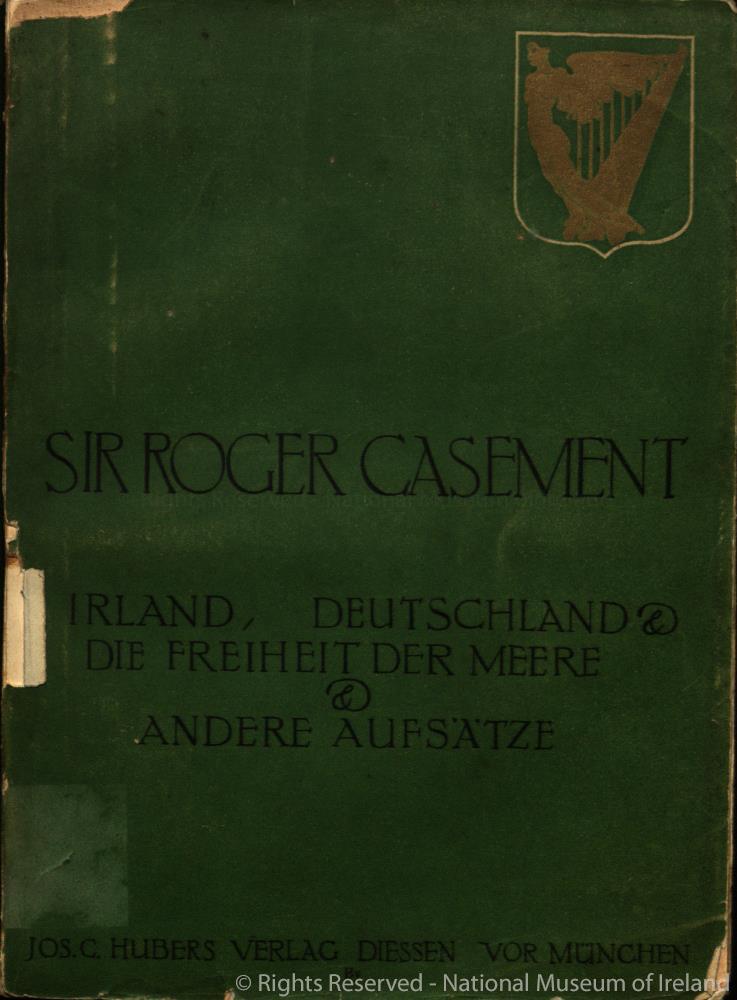 SIR ROGER CASEMENT
IRLAND, DEUTSCHLAND &
DIE FREIHEIT DER MEERE
&
ANDERE AUFSÄTZE
JOS. C. HUBERS VERLAG DIESSEN VOR MÜNCHEN
© Rights Reserved - National Museum of Ireland